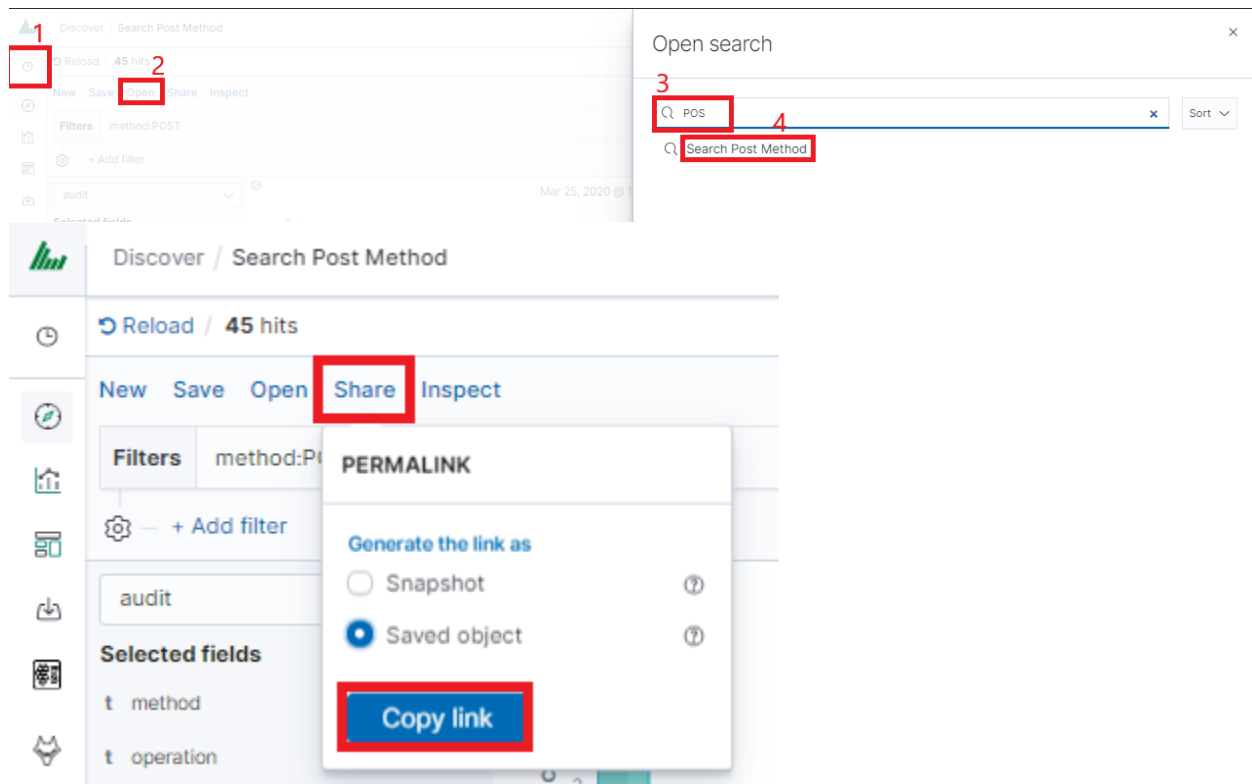 1
Discover / Search Post Method
Reload / 45 hits
2
New Save Open Share Inspect
Filters method:POST
+ Add filter
audit
Mar 25, 2020 @ 1
Selected fields
Open search
×
3
POS
×
Sort
4
Search Post Method
Discover / Search Post Method
Reload / 45 hits
New Save Open Share Inspect
Filters method:PO
PERMALINK
+ Add filter
Generate the link as
Snapshot
audit
Saved object
Selected fields
t method
Copy link
t operation